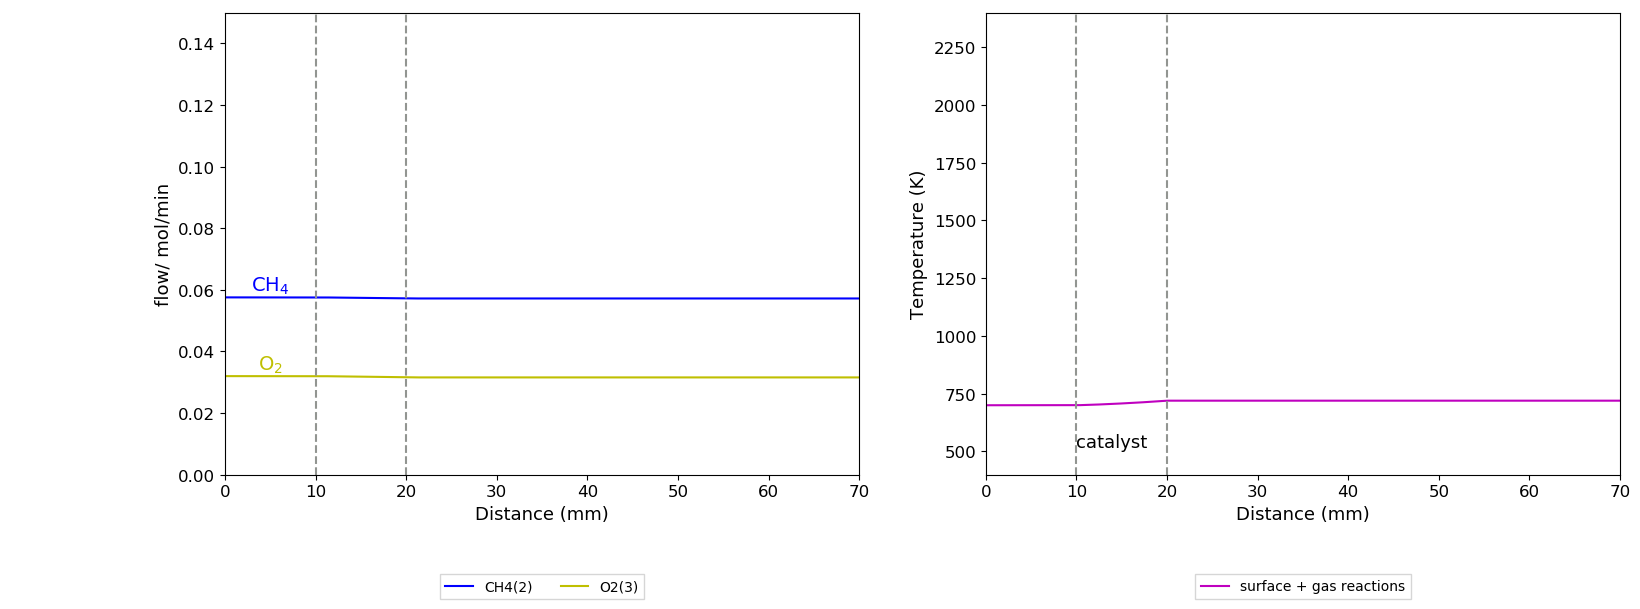 0.14
0.12
0.10
0.08
0.06
0.04
0.02
0.00
flow/ mol/min
CH₄
O₂
0 10 20 30 40 50 60 70
Distance (mm)
CH4(2) O2(3)
2250
2000
1750
1500
1250
1000
750
500
Temperature (K)
catalyst
0 10 20 30 40 50 60 70
Distance (mm)
surface + gas reactions